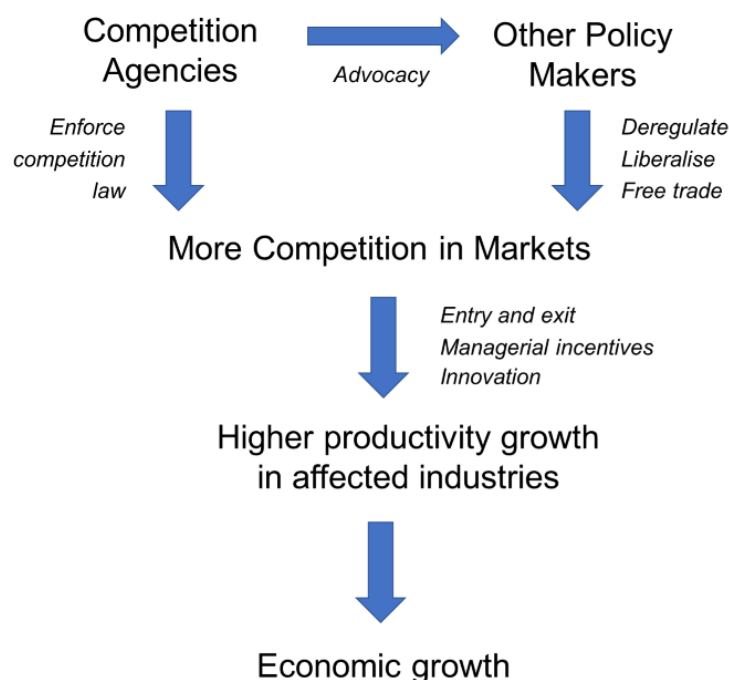 Competition
Agencies
Advocacy
Other Policy
Makers
Enforce
competition
law
Deregulate
Liberalise
Free trade
More Competition in Markets
Entry and exit
Managerial incentives
Innovation
Higher productivity growth
in affected industries
Economic growth